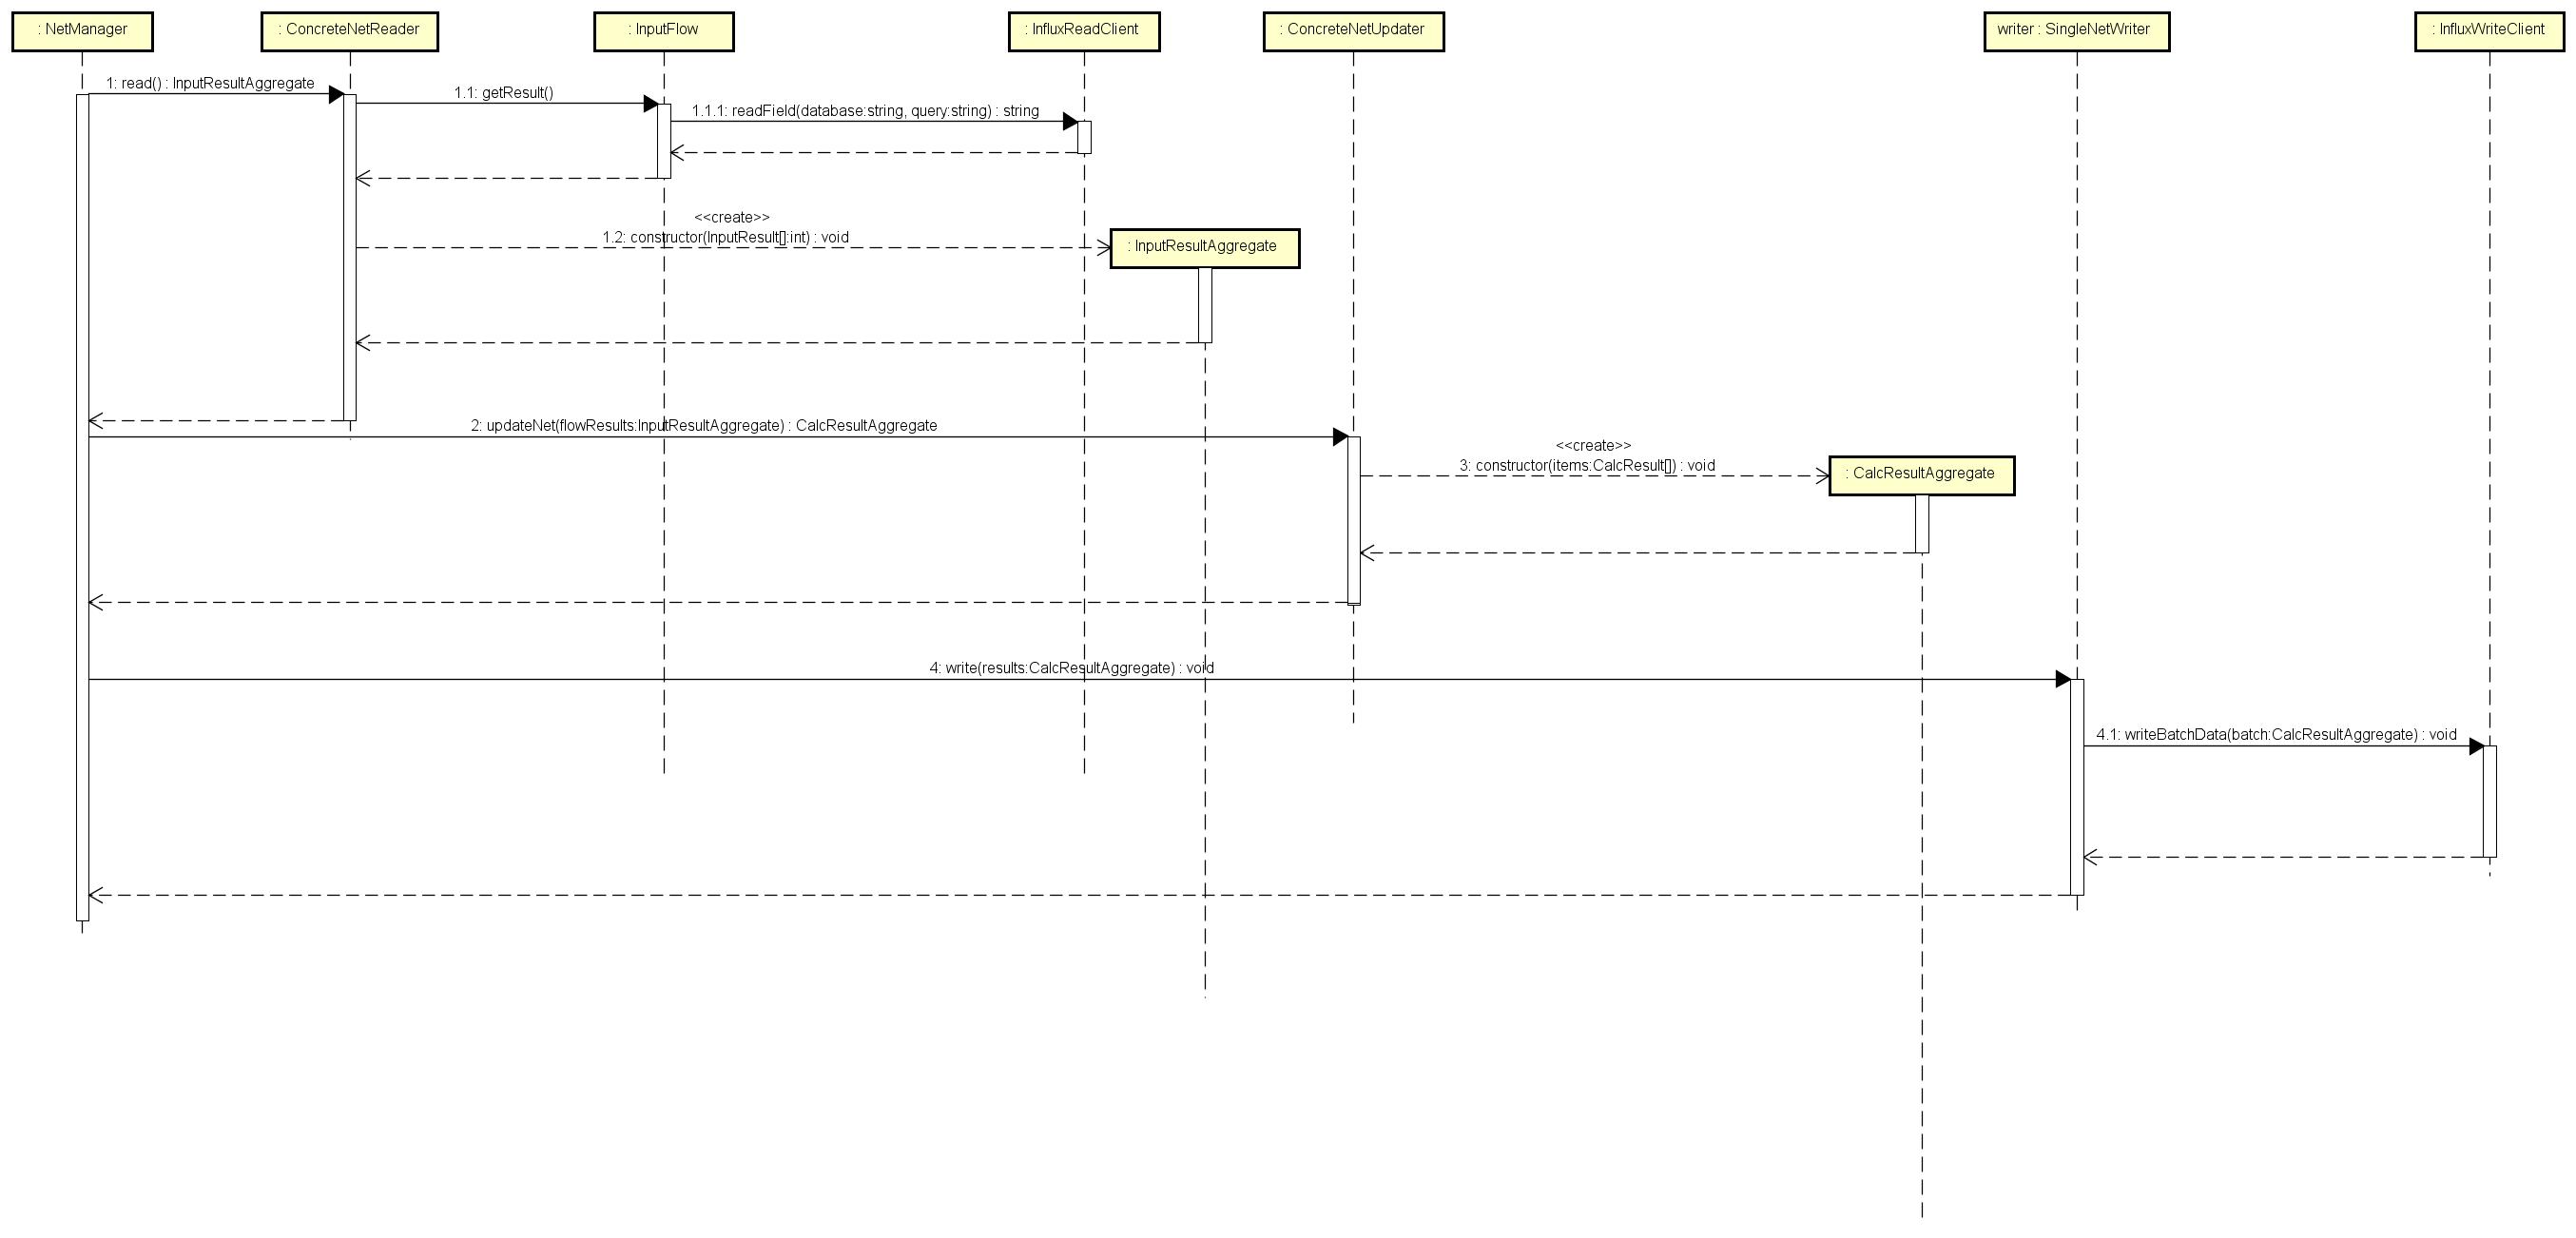 : NetManager
: ConcreteNetReader
: InputFlow
: InfluxReadClient
: ConcreteNetUpdater
writer : SingleNetWriter
: InfluxWriteClient
1: read() : InputResultAggregate
1.1: getResult()
1.1.1: readField(database:string, query:string) : string
<<create>>
1.2: constructor(InputResult[]:int) : void
: InputResultAggregate
2: updateNet(flowResults:InputResultAggregate) : CalcResultAggregate
<<create>>
3: constructor(items:CalcResult[]) : void
: CalcResultAggregate
4: write(results:CalcResultAggregate) : void
4.1: writeBatchData(batch:CalcResultAggregate) : void